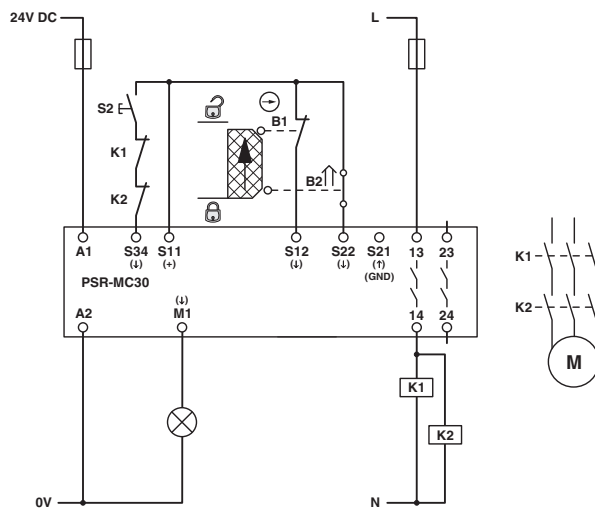 24V DC
L
S2
B1
K1
B2
K2
A1
S34
S11
S12
S22
S21
13
23
(↓)
(+)
(↓)
(↓)
(↑)
(GND)
PSR-MC30
K1
(↓)
A2
M1
14
24
K2
M
K1
K2
0V
N